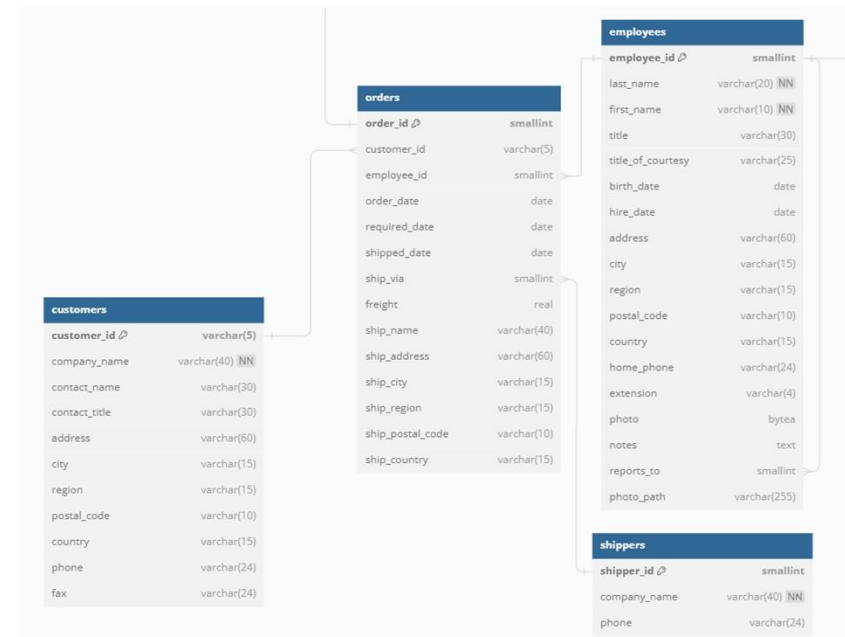 employees
employee_id smallint
last_name varchar(20) NN
first_name varchar(10) NN
title varchar(30)
title_of_courtesy varchar(25)
birth_date date
hire_date date
address varchar(60)
city varchar(15)
region varchar(15)
postal_code varchar(10)
country varchar(15)
home_phone varchar(24)
extension varchar(4)
photo bytea
notes text
reports_to smallint
photo_path varchar(255)
orders
order_id smallint
customer_id varchar(5)
employee_id smallint
order_date date
required_date date
shipped_date date
ship_via smallint
freight real
ship_name varchar(40)
ship_address varchar(60)
ship_city varchar(15)
ship_region varchar(15)
ship_postal_code varchar(10)
ship_country varchar(15)
customers
customer_id varchar(5)
company_name varchar(40) NN
contact_name varchar(30)
contact_title varchar(30)
address varchar(60)
city varchar(15)
region varchar(15)
postal_code varchar(10)
country varchar(15)
phone varchar(24)
fax varchar(24)
shippers
shipper_id smallint
company_name varchar(40) NN
phone varchar(24)